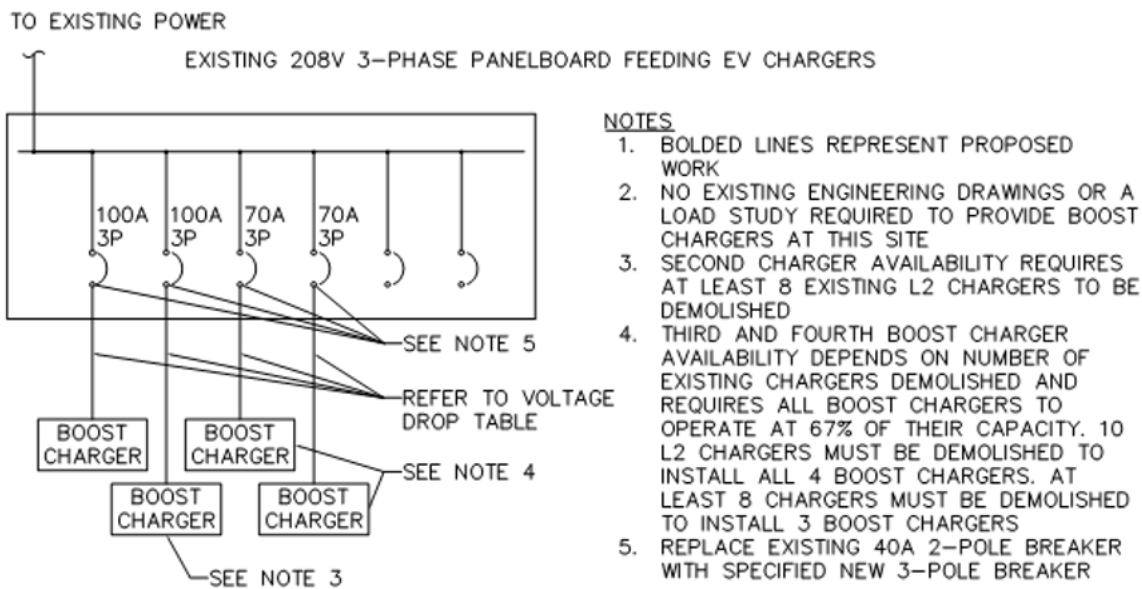 TO EXISTING POWER
EXISTING 208V 3-PHASE PANELBOARD FEEDING EV CHARGERS
100A
3P
100A
3P
70A
3P
70A
3P
SEE NOTE 5
REFER TO VOLTAGE
DROP TABLE
BOOST
CHARGER
BOOST
CHARGER
SEE NOTE 4
BOOST
CHARGER
BOOST
CHARGER
SEE NOTE 3
NOTES
1. BOLDED LINES REPRESENT PROPOSED
WORK
2. NO EXISTING ENGINEERING DRAWINGS OR A
LOAD STUDY REQUIRED TO PROVIDE BOOST
CHARGERS AT THIS SITE
3. SECOND CHARGER AVAILABILITY REQUIRES
AT LEAST 8 EXISTING L2 CHARGERS TO BE
DEMOLISHED
4. THIRD AND FOURTH BOOST CHARGER
AVAILABILITY DEPENDS ON NUMBER OF
EXISTING CHARGERS DEMOLISHED AND
REQUIRES ALL BOOST CHARGERS TO
OPERATE AT 67% OF THEIR CAPACITY. 10
L2 CHARGERS MUST BE DEMOLISHED TO
INSTALL ALL 4 BOOST CHARGERS. AT
LEAST 8 CHARGERS MUST BE DEMOLISHED
TO INSTALL 3 BOOST CHARGERS
5. REPLACE EXISTING 40A 2-POLE BREAKER
WITH SPECIFIED NEW 3-POLE BREAKER